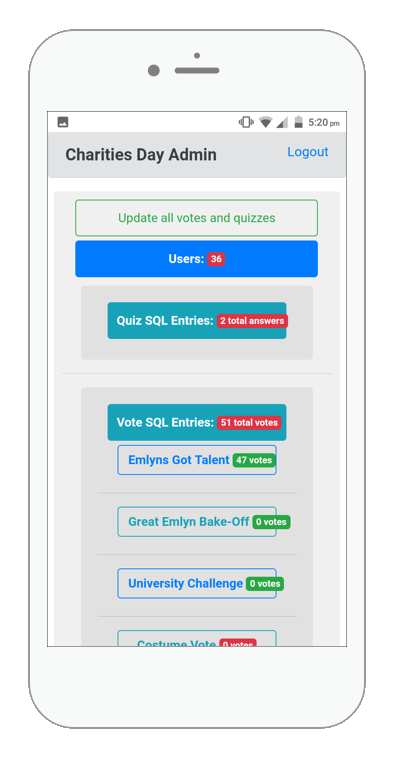 5:20 pm
Charities Day Admin
Logout
Update all votes and quizzes
Users: 36
Quiz SQL Entries: 2 total answers
Vote SQL Entries: 51 total votes
Emlyns Got Talent 47 votes
Great Emlyn Bake-Off 0 votes
University Challenge 0 votes
Costume Vote 0 votes